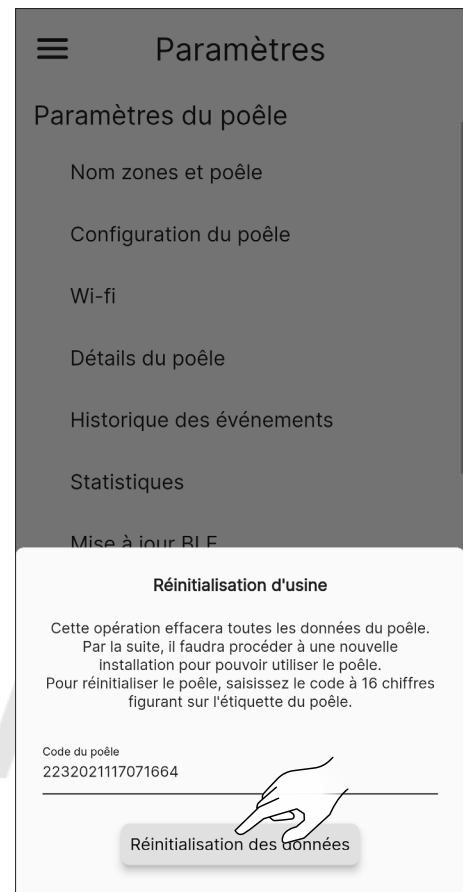 Paramètres
Paramètres du poêle
Nom zones et poêle
Configuration du poêle
Wi-fi
Détails du poêle
Historique des événements
Statistiques
Mise à jour BLE
Réinitialisation d'usine
Cette opération effacera toutes les données du poêle.
Par la suite, il faudra procéder à une nouvelle
installation pour pouvoir utiliser le poêle.
Pour réinitialiser le poêle, saisissez le code à 16 chiffres
figurant sur l'étiquette du poêle.
Code du poêle
2232021117071664
Réinitialisation des données